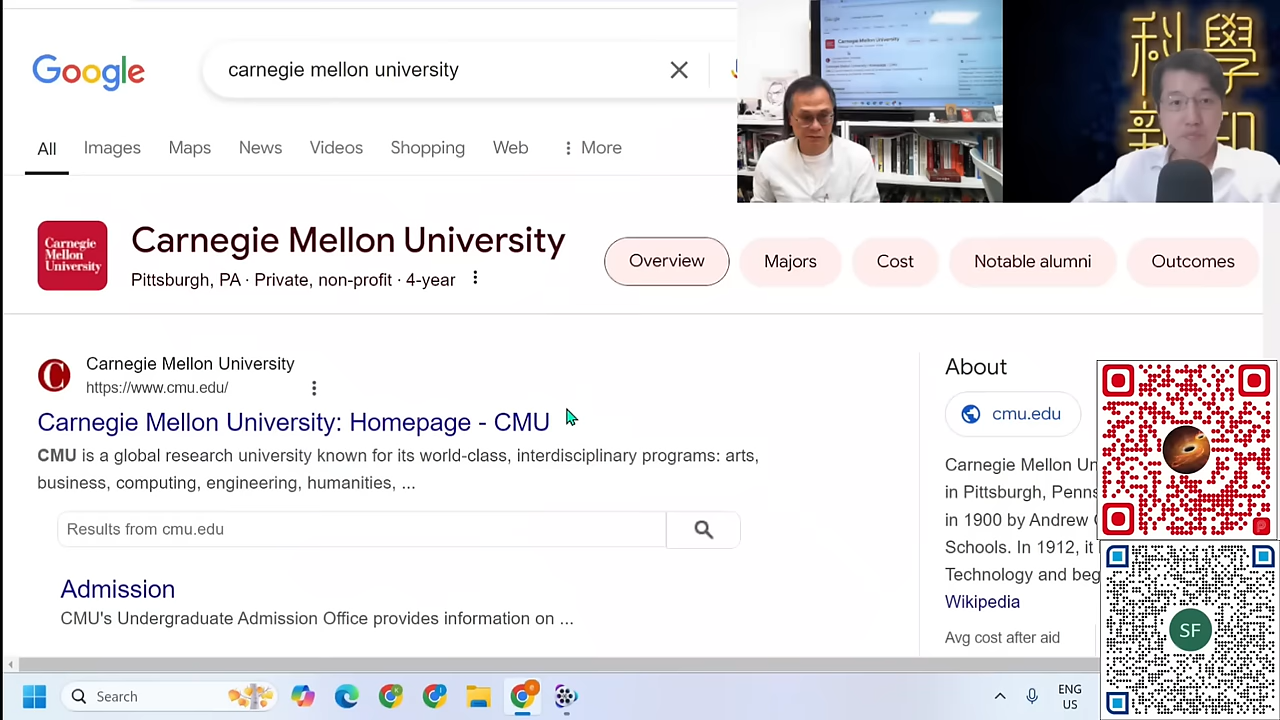 Google
carnegie mellon university
All
Images
Maps
News
Videos
Shopping
Web
More
科學
新知
Carnegie
Mellon
University
Carnegie Mellon University
Pittsburgh, PA · Private, non-profit · 4-year
Overview
Majors
Cost
Notable alumni
Outcomes
Carnegie Mellon University
https://www.cmu.edu/
Carnegie Mellon University: Homepage - CMU
CMU is a global research university known for its world-class, interdisciplinary programs: arts,
business, computing, engineering, humanities, ...
Results from cmu.edu
Admission
CMU's Undergraduate Admission Office provides information on ...
About
cmu.edu
Carnegie Mellon Un
in Pittsburgh, Penns
in 1900 by Andrew C
Schools. In 1912, it
Technology and beg
Wikipedia
Avg cost after aid
SF
Search
ENG
US